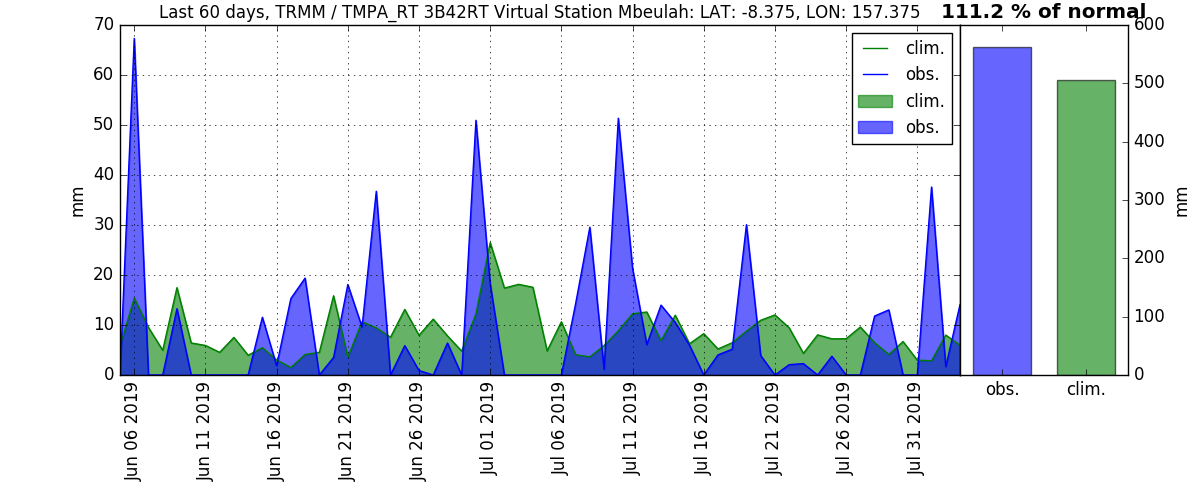 Last 60 days, TRMM / TMPA_RT 3B42RT Virtual Station Mbeulah: LAT: -8.375, LON: 157.375
111.2 % of normal
70
60
50
40
30
20
10
0
mm
clim.
obs.
clim.
obs.
600
500
400
300
200
100
0
mm
Jun 06 2019
Jun 11 2019
Jun 16 2019
Jun 21 2019
Jun 26 2019
Jul 01 2019
Jul 06 2019
Jul 11 2019
Jul 16 2019
Jul 21 2019
Jul 26 2019
Jul 31 2019
obs.
clim.